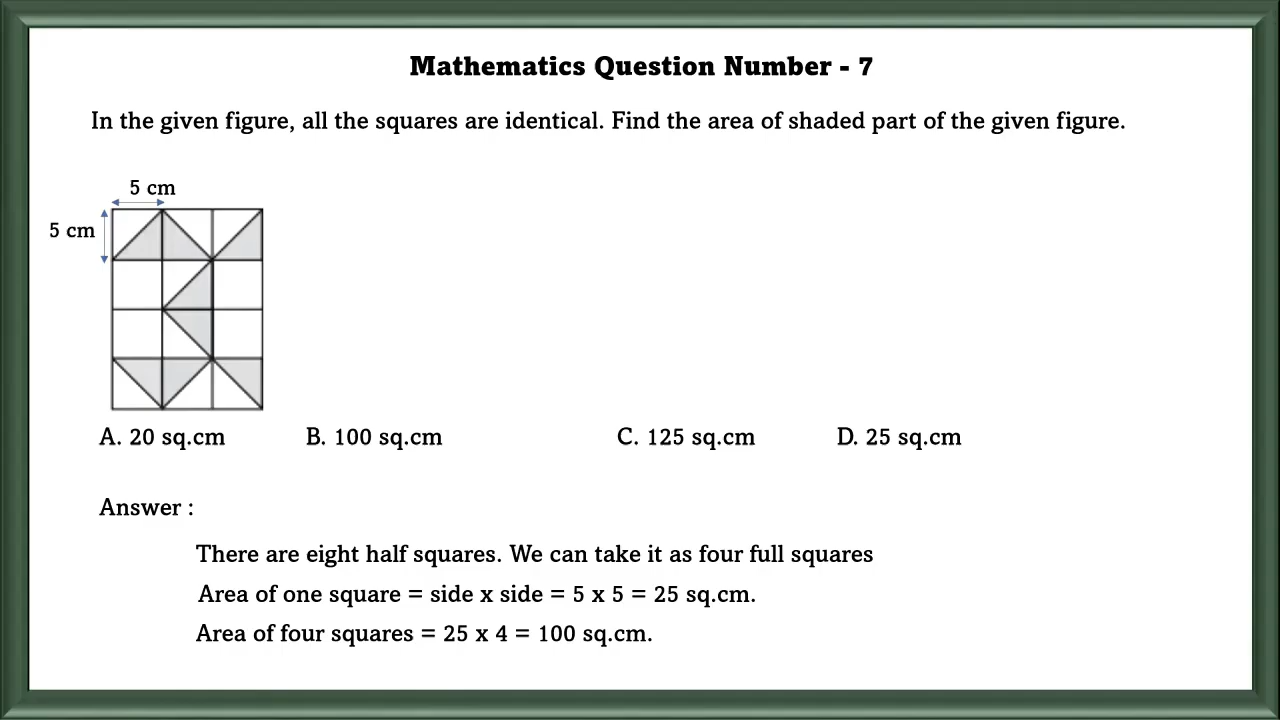 Mathematics Question Number - 7
In the given figure, all the squares are identical. Find the area of shaded part of the given figure.
5 cm
5 cm
A. 20 sq.cm B. 100 sq.cm C. 125 sq.cm D. 25 sq.cm
Answer :
There are eight half squares. We can take it as four full squares
Area of one square = side x side = 5 x 5 = 25 sq.cm.
Area of four squares = 25 x 4 = 100 sq.cm.